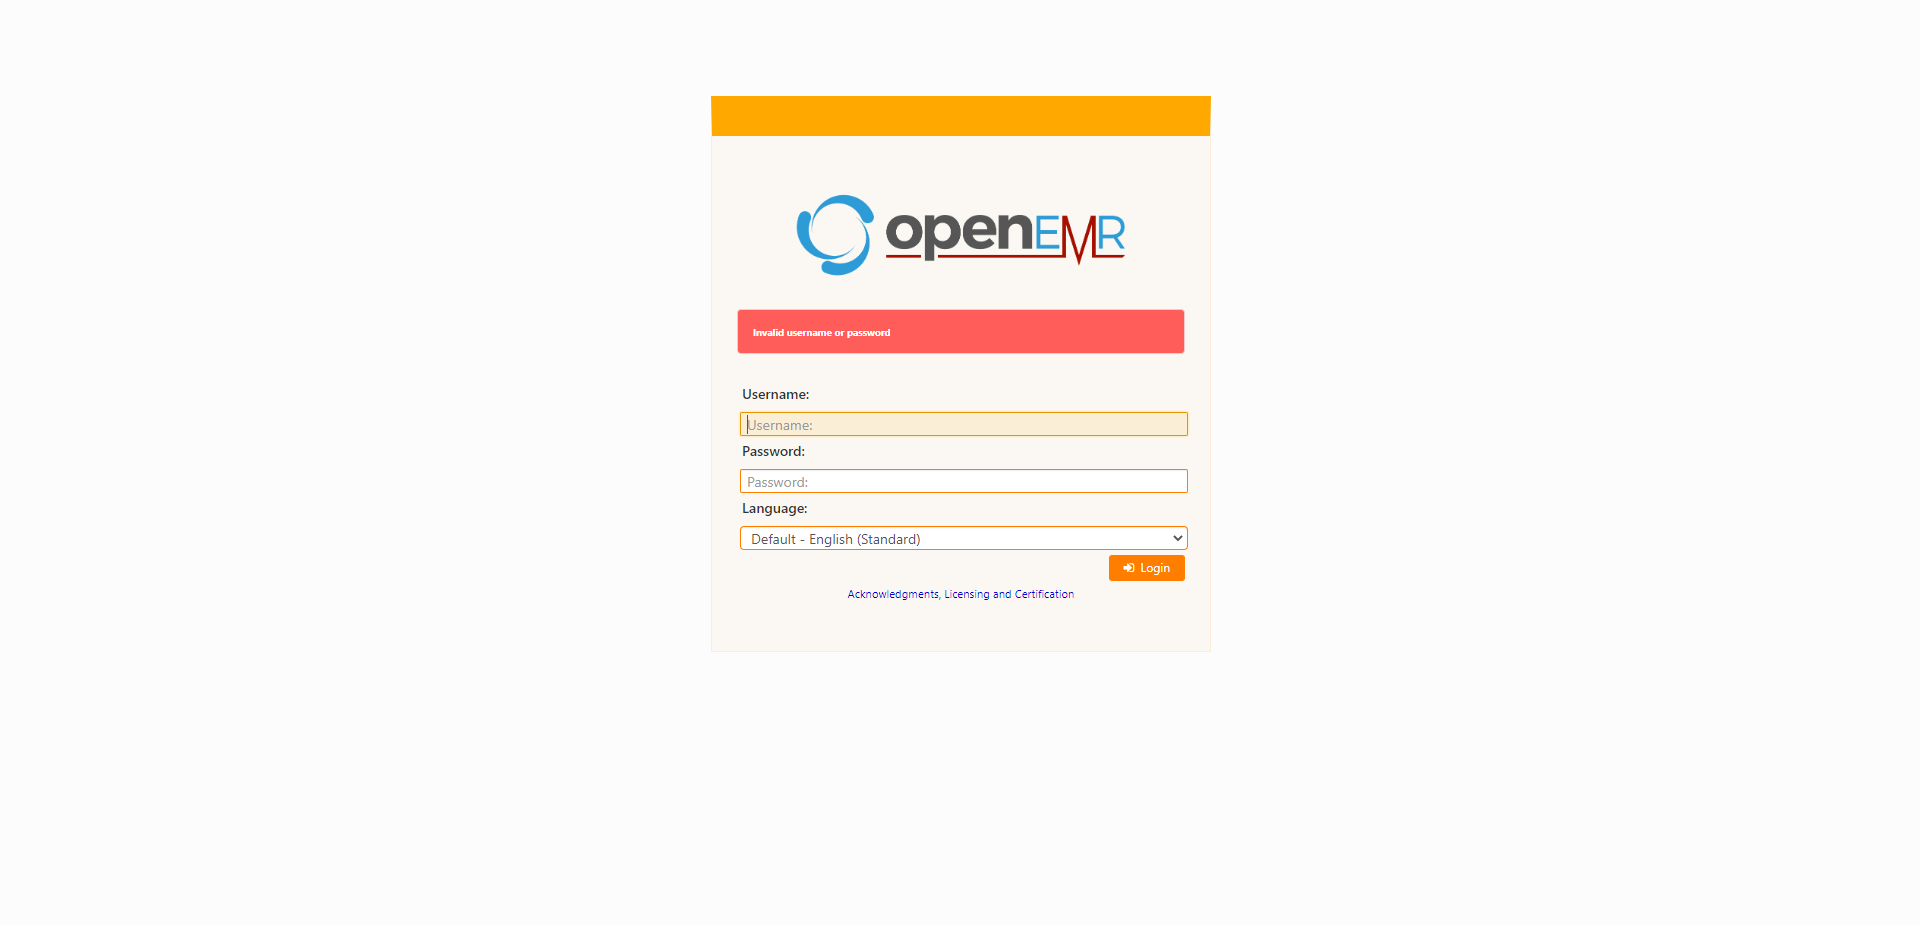 openEMR
Invalid username or password
Username:
Username:
Password:
Password:
Language:
Default - English (Standard)
Login
Acknowledgments, Licensing and Certification